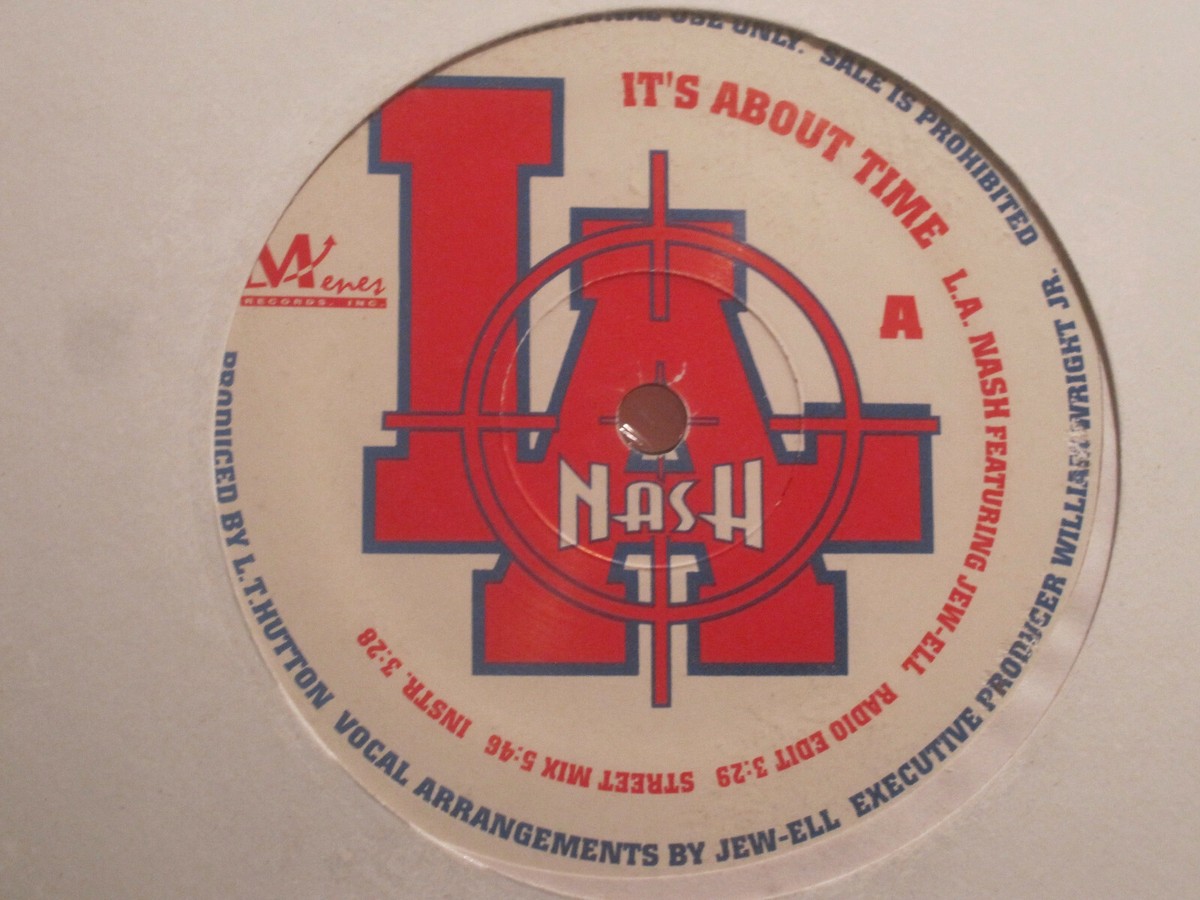 USE ONLY. SALE IS PROHIBITED
IT'S ABOUT TIME
L.A. NASH FEATURING JEW-ELL RADIO EDIT 3:29 STREET MIX 5:46 INSTR. 3:28
A
LA
NASH
Xenes
RECORDS, INC.
PRODUCED BY L.T.HUTTON VOCAL ARRANGEMENTS BY JEW-ELL EXECUTIVE PRODUCER WILLIAM WRIGHT JR.